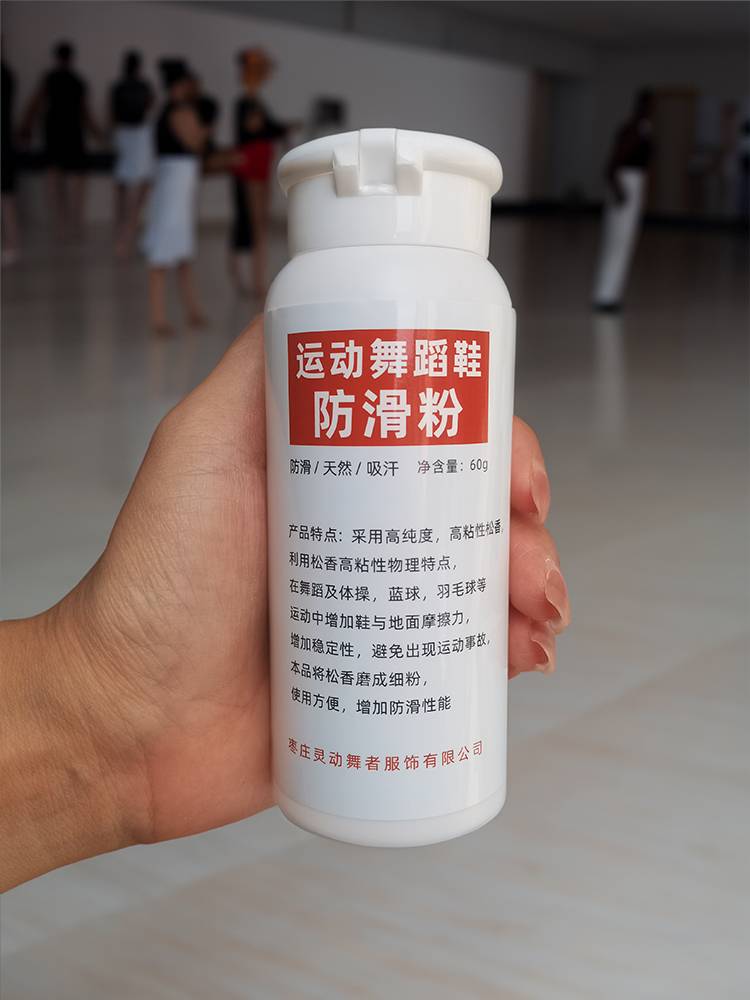 运动舞蹈鞋
防滑粉
防滑 / 天然 / 吸汗 净含量：60g
产品特点：采用高纯度，高粘性松香，
利用松香高粘性物理特点，
在舞蹈及体操，蓝球，羽毛球等
运动中增加鞋与地面摩擦力，
增加稳定性，避免出现运动事故，
本品将松香磨成细粉，
使用方便，增加防滑性能
枣庄灵动舞者服饰有限公司